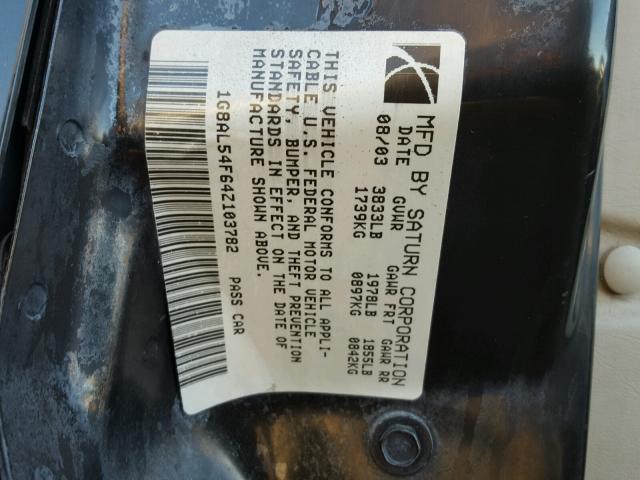 MFD BY SATURN CORPORATION
DATE GVWR GAWR FRT GAWR RR
08/03 3833LB 1978LB 1855LB
1739KG 0897KG 0842KG
THIS VEHICLE CONFORMS TO ALL APPLI-
CABLE U.S. FEDERAL MOTOR VEHICLE
SAFETY, BUMPER, AND THEFT PREVENTION
STANDARDS IN EFFECT ON THE DATE OF
MANUFACTURE SHOWN ABOVE.
1G8AL54F64Z103782 PASS CAR